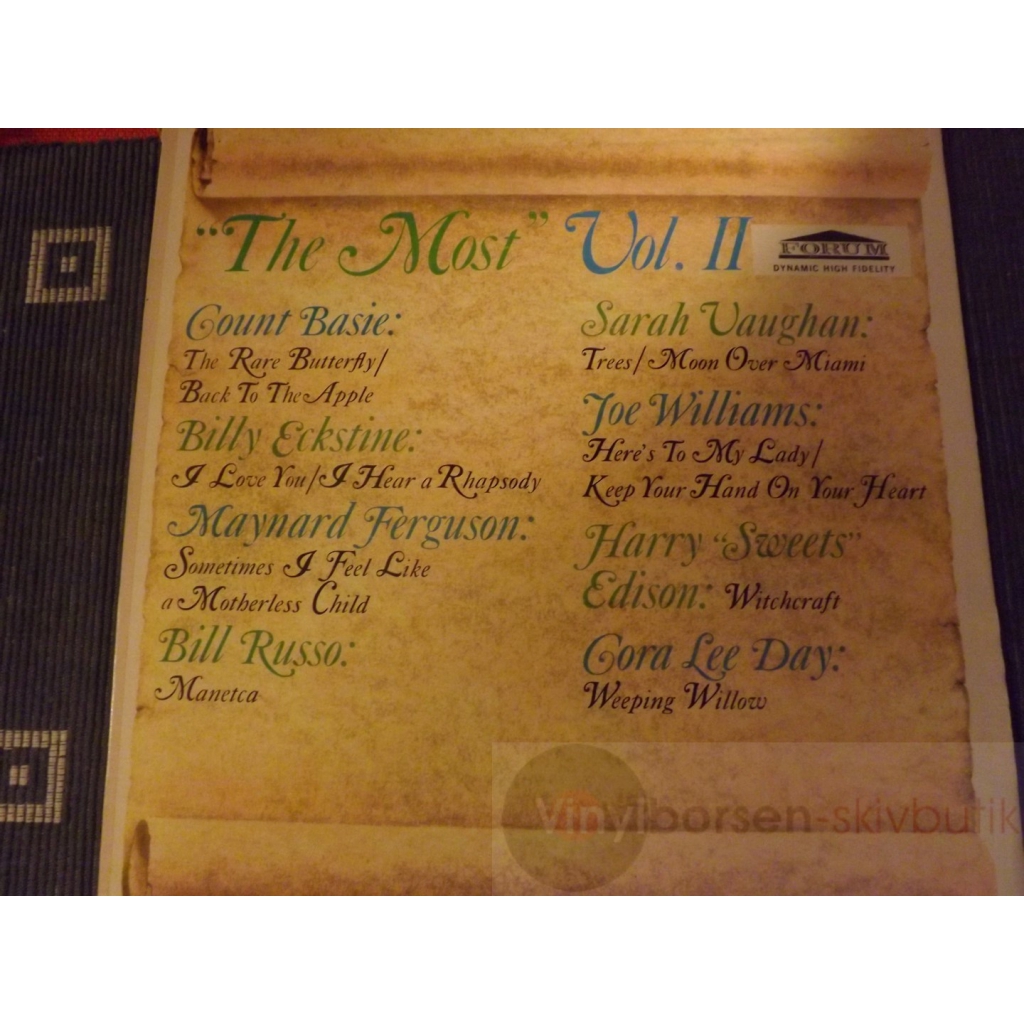 "The Most" Vol. II
FORUM
DYNAMIC HIGH FIDELITY
Count Basie:
The Rare Butterfly/
Back To The Apple
Billy Eckstine:
I Love You/I Hear a Rhapsody
Maynard Ferguson:
Sometimes I Feel Like
a Motherless Child
Bill Russo:
Manetca
Sarah Vaughan:
Trees/Moon Over Miami
Joe Williams:
Here's To My Lady/
Keep Your Hand On Your Heart
Harry "Sweets"
Edison: Witchcraft
Cora Lee Day:
Weeping Willow
vinylborsen-skivbutik